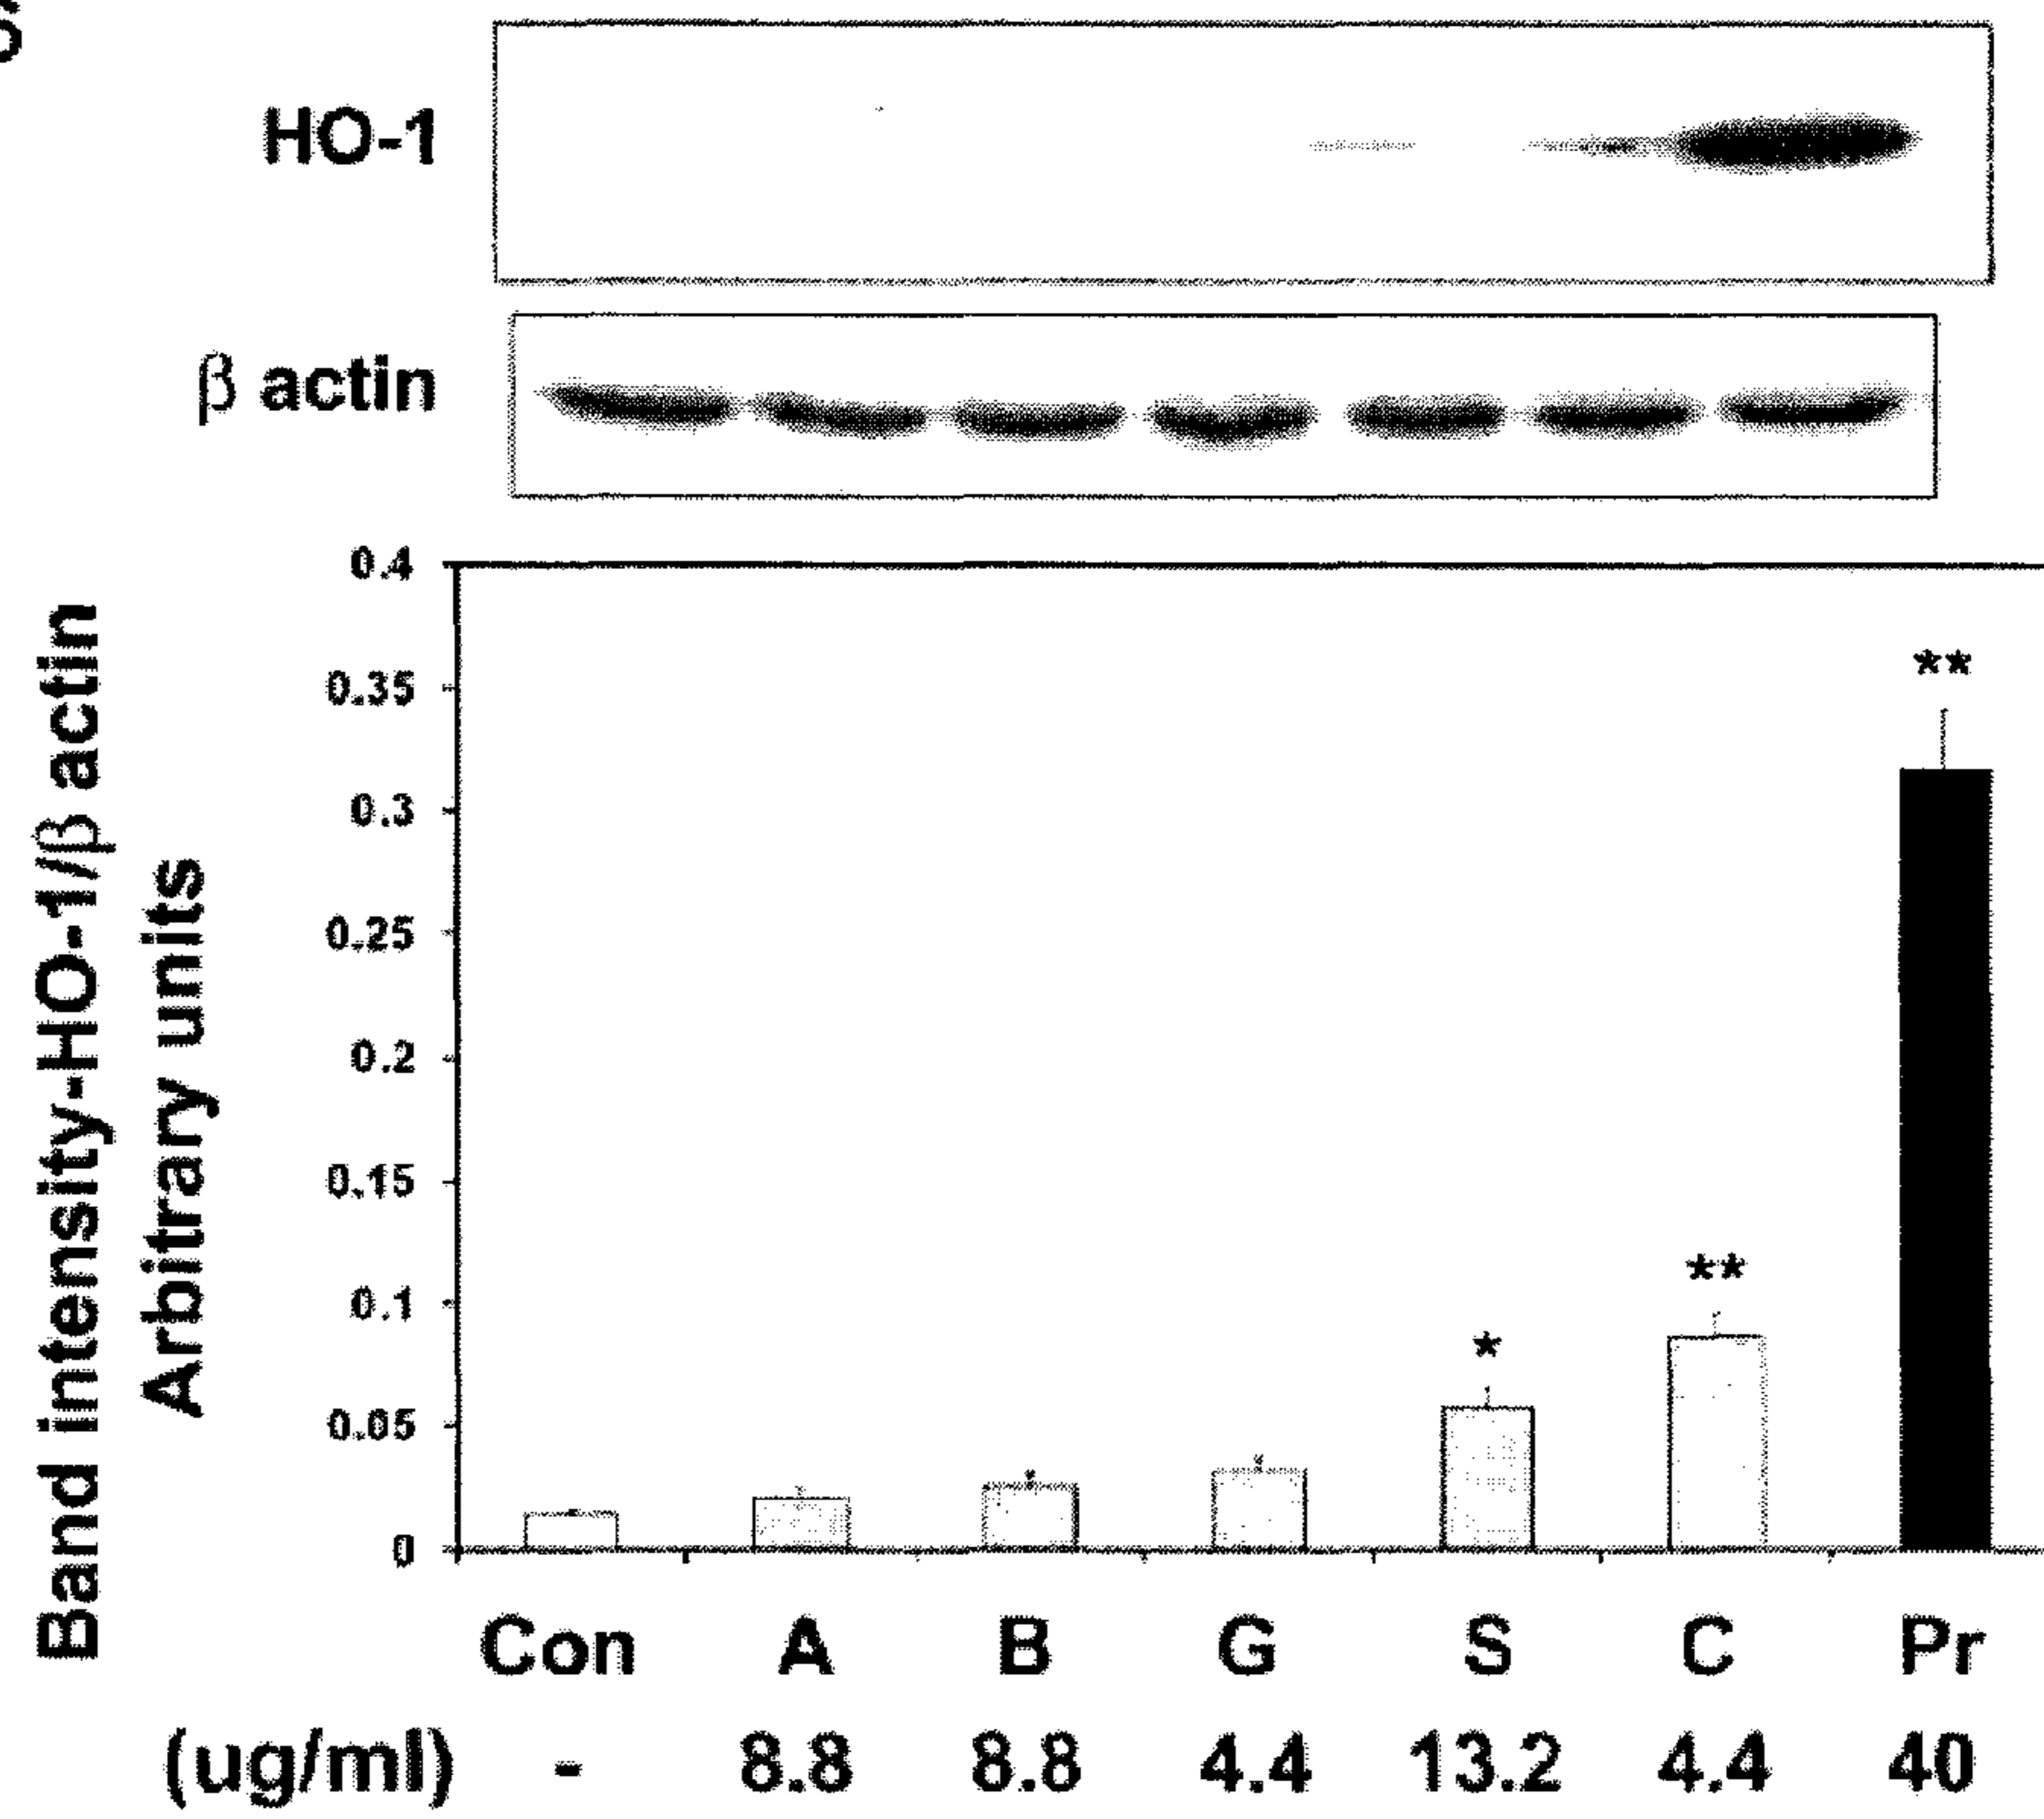 HO-1
β actin
Band intensity-HO-1/β actin
Arbitrary units
0.4
0.35
0.3
0.25
0.2
0.15
0.1
0.05
0
**
**
*
Con A B G S C Pr
(ug/ml) - 8.8 8.8 4.4 13.2 4.4 40